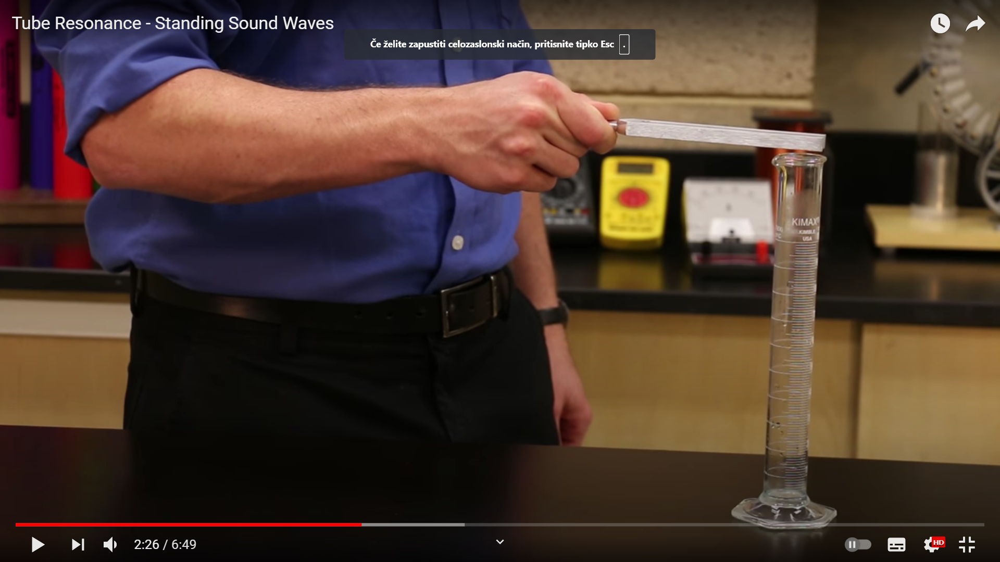 Tube Resonance - Standing Sound Waves
Če želite zapustiti celozaslonski način, pritisnite tipko Esc .
KIMAX
KIMBLE
USA
2:26 / 6:49
HD